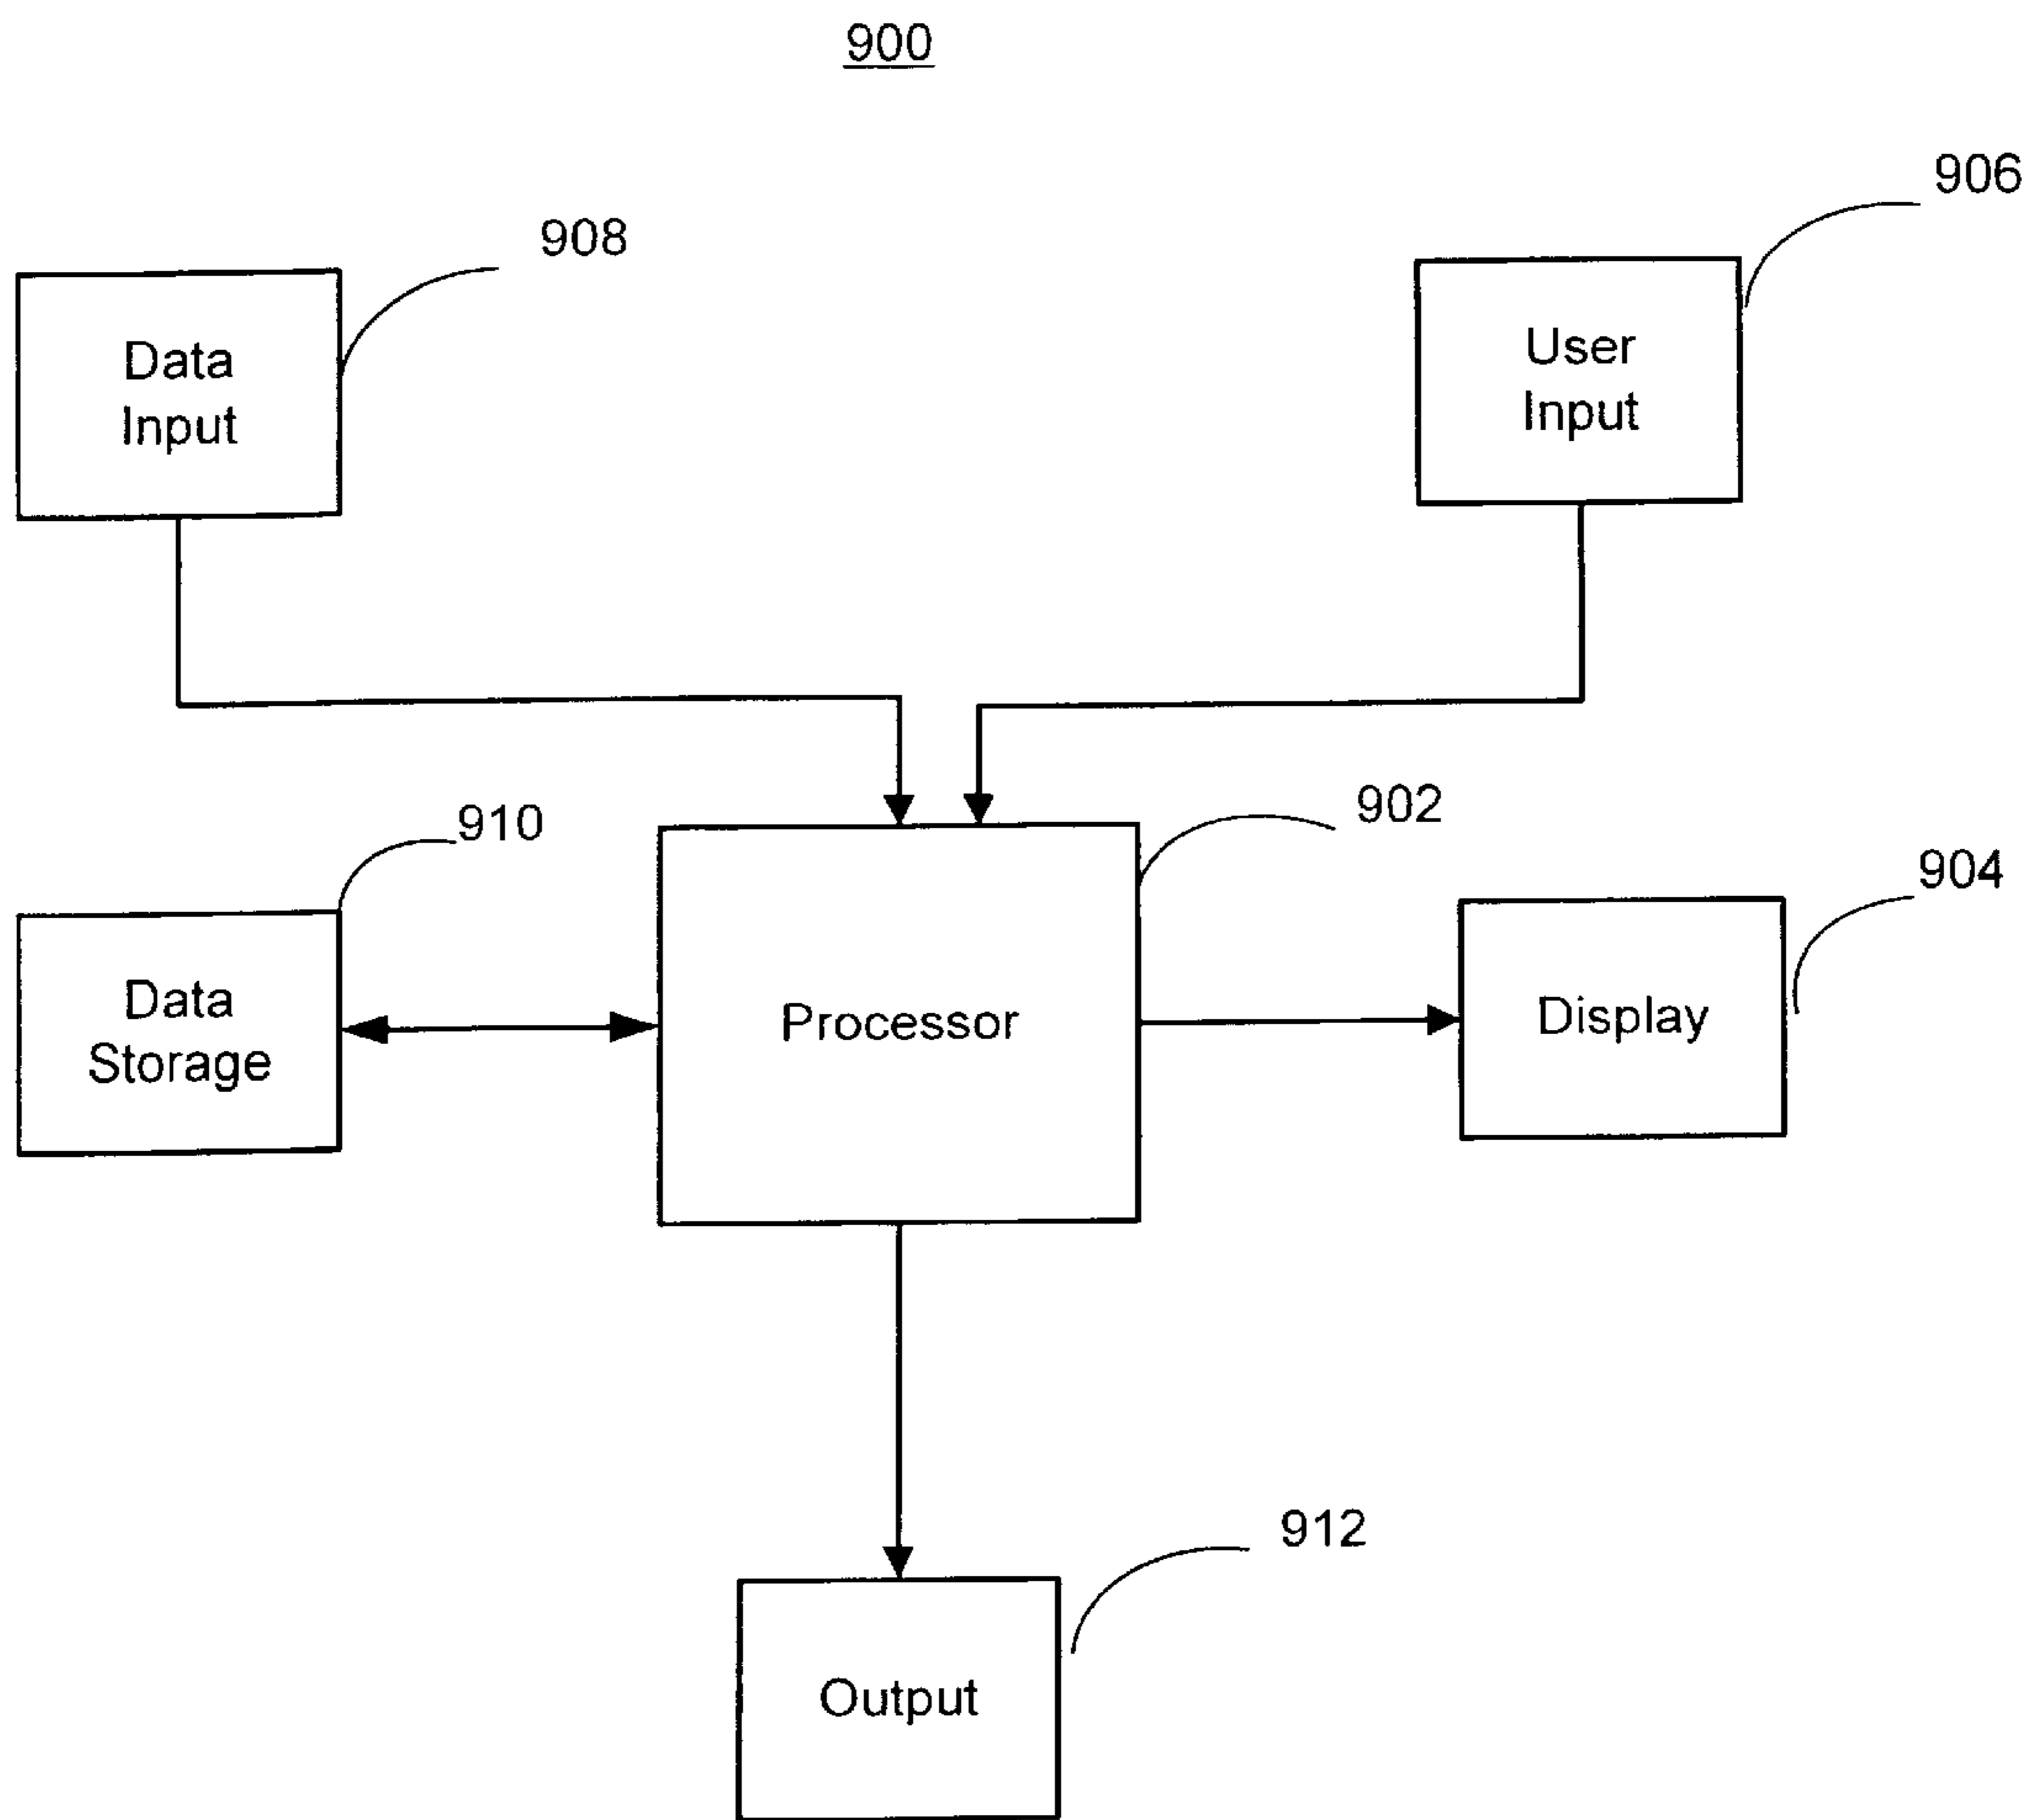 900
906
908
Data
Input
User
Input
910
902
904
Data
Storage
Processor
Display
912
Output